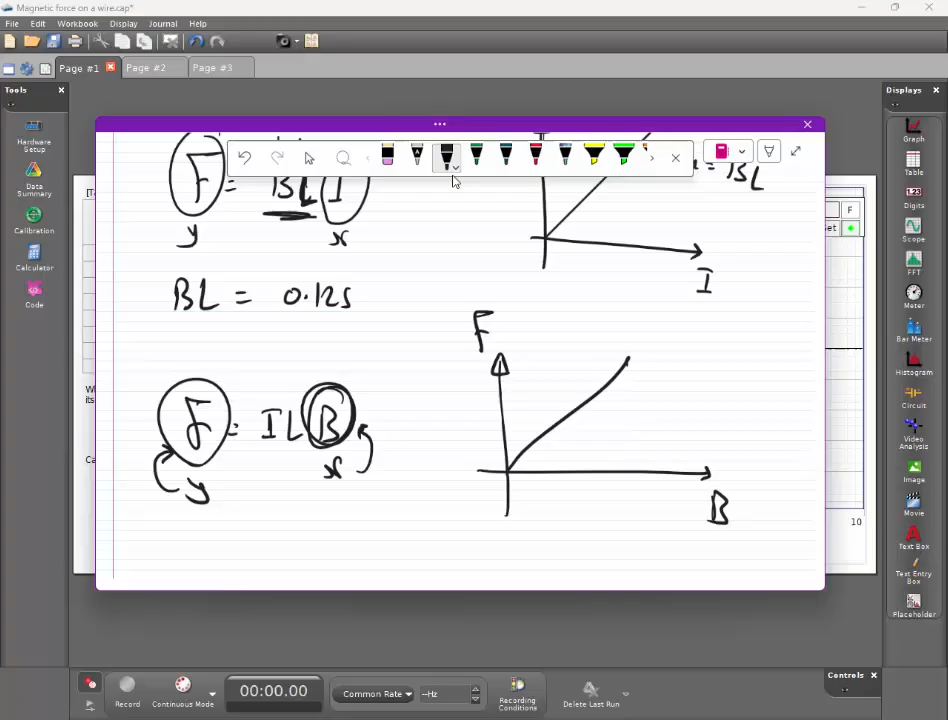 Magnetic force on a wire.cap*
File Edit Workbook Display Journal Help
Page #1 Page #2 Page #3
Tools
Displays
Hardware
Setup
Data
Summary
Calibration
Calculator
Code
Graph
Table
Digits
Scope
FFT
Meter
Bar Meter
Histogram
Circuit
Video
Analysis
Image
Movie
Text Box
Text Entry
Box
Placeholder
F = BL I
y x
= BL
I
BL = 0.125
F
F = IL B
y x
B
[T
F
et
W
its
Ca
10
Record
Continuous Mode
00:00.00
Common Rate
--Hz
Recording
Conditions
Delete Last Run
Controls